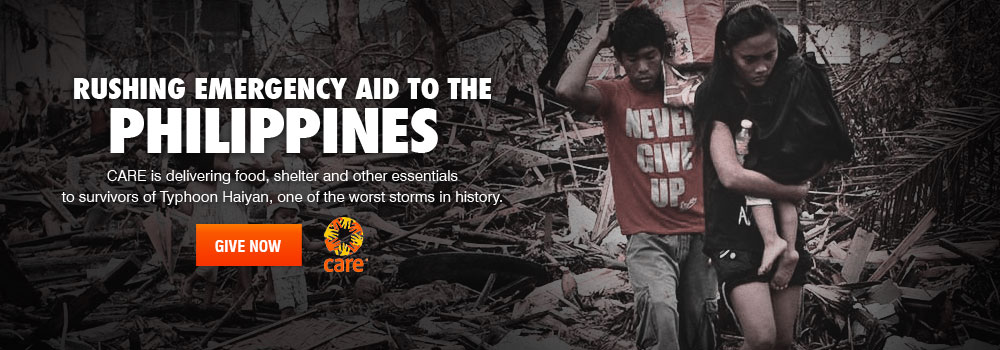 RUSHING EMERGENCY AID TO THE
PHILIPPINES
CARE is delivering food, shelter and other essentials
to survivors of Typhoon Haiyan, one of the worst storms in history.
GIVE NOW
care
NEVER
GIVE
UP